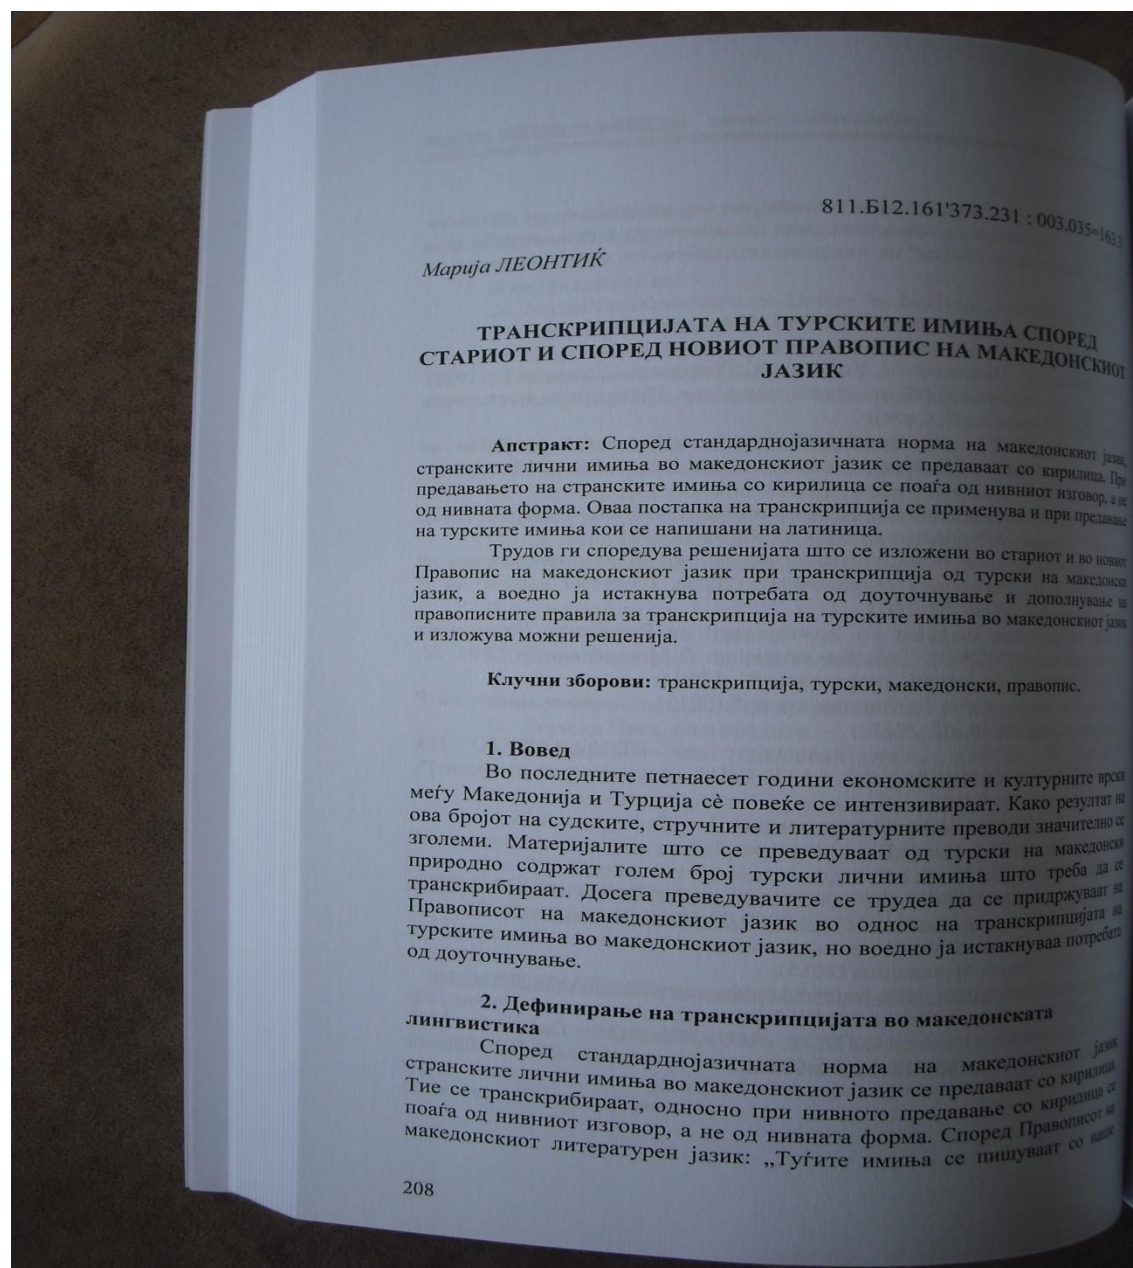 811.Б12.161'373.231 : 003.035=163.3
Марија ЛЕОНТИЌ
ТРАНСКРИПЦИЈАТА НА ТУРСКИТЕ ИМИЊА СПОРЕД
СТАРИОТ И СПОРЕД НОВИОТ ПРАВОПИС НА МАКЕДОНСКИОТ
ЈАЗИК
Апстракт: Според стандарднојазичната норма на македонскиот јазик,
странските лични имиња во македонскиот јазик се предаваат со кирилица. При
предавањето на странските имиња со кирилица се поаѓа од нивниот изговор, а не
од нивната форма. Оваа постапка на транскрипција се применува и при предавање
на турските имиња кои се напишани на латиница.
Трудов ги споредува решенијата што се изложени во стариот и во новиот
Правопис на македонскиот јазик при транскрипција од турски на македонски
јазик, а воедно ја истакнува потребата од доуточнување и дополнување на
правописните правила за транскрипција на турските имиња во македонскиот јазик
и изложува можни решенија.
Клучни зборови: транскрипција, турски, македонски, правопис.
1. Вовед
Во последните петнаесет години економските и културните врски
меѓу Македонија и Турција сѐ повеќе се интензивираат. Како резултат на
ова бројот на судските, стручните и литературните преводи значително се
зголеми. Материјалите што се преведуваат од турски на македонски
природно содржат голем број турски лични имиња што треба да се
транскрибираат. Досега преведувачите се трудеа да се придржуваат на
Правописот на македонскиот јазик во однос на транскрипцијата на
турските имиња во македонскиот јазик, но воедно ја истакнуваа потребата
од доуточнување.
2. Дефинирање на транскрипцијата во македонската
лингвистика
Според стандарднојазичната норма на македонскиот јазик
странските лични имиња во македонскиот јазик се предаваат со кирилица.
Тие се транскрибираат, односно при нивното предавање со кирилица се
поаѓа од нивниот изговор, а не од нивната форма. Според Правописот на
македонскиот литературен јазик: „Туѓите имиња се пишуваат со наше
208